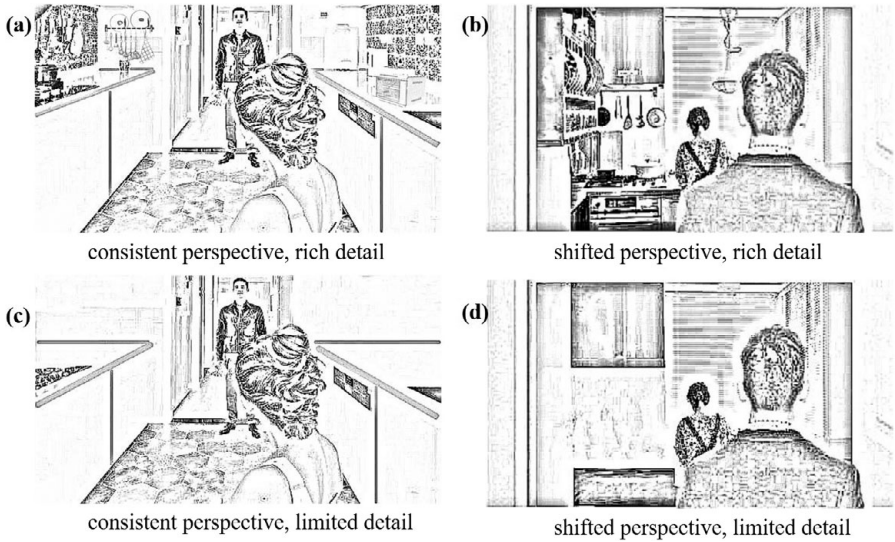 (a)
(b)
consistent perspective, rich detail
shifted perspective, rich detail
(c)
(d)
consistent perspective, limited detail
shifted perspective, limited detail